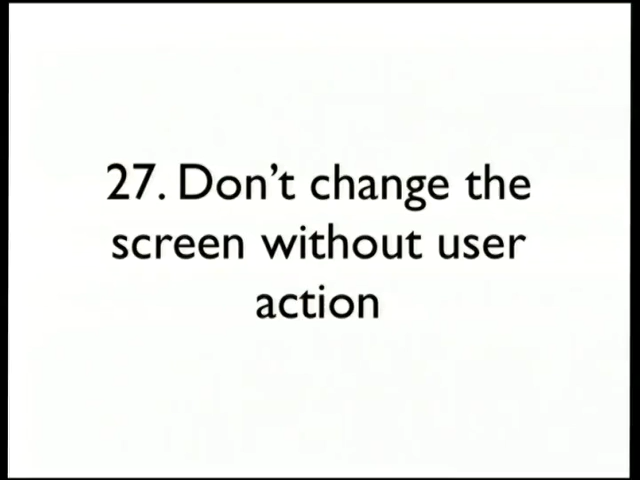 27. Don't change the
screen without user
action